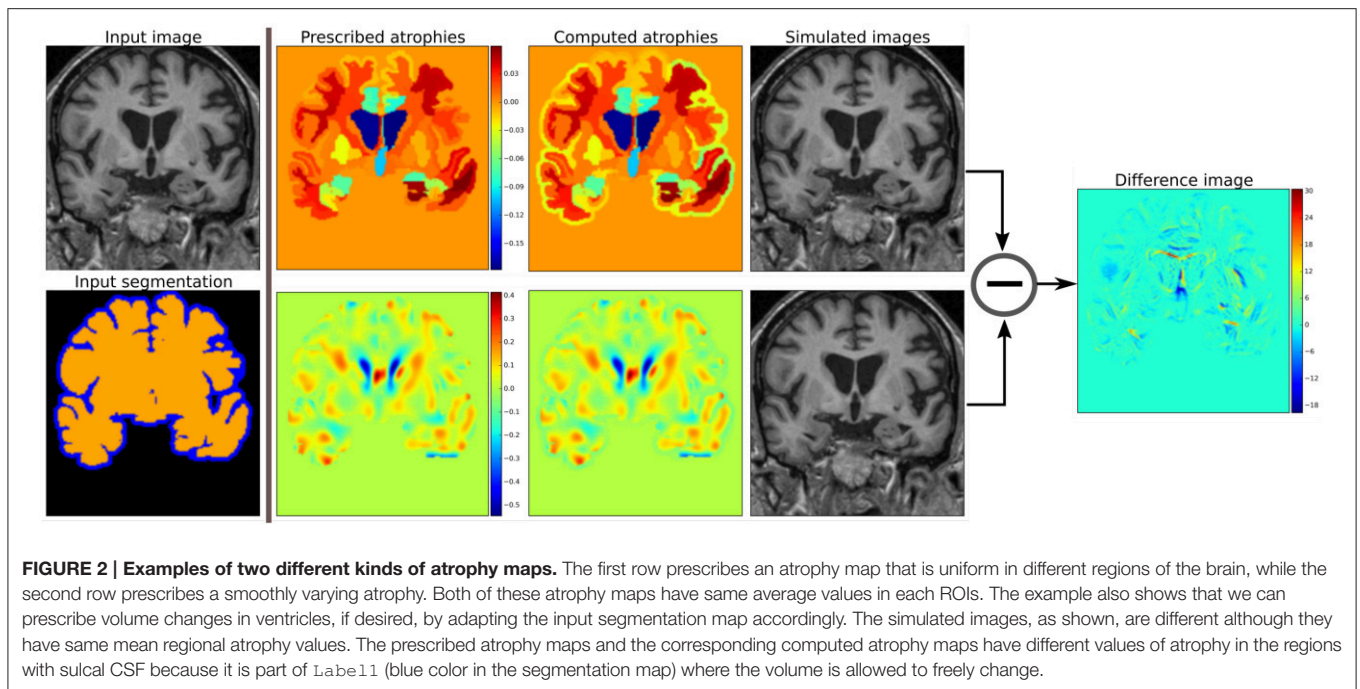 Input image
Prescribed atrophies
Computed atrophies
Simulated images
0.03
0.00
−0.03
−0.06
−0.09
−0.12
−0.15
Input segmentation
0.4
0.3
0.2
0.1
0.0
−0.1
−0.2
−0.3
−0.4
−0.5
Difference image
30
24
18
12
6
0
−6
−12
−18
FIGURE 2 | Examples of two different kinds of atrophy maps. The first row prescribes an atrophy map that is uniform in different regions of the brain, while the
second row prescribes a smoothly varying atrophy. Both of these atrophy maps have same average values in each ROIs. The example also shows that we can
prescribe volume changes in ventricles, if desired, by adapting the input segmentation map accordingly. The simulated images, as shown, are different although they
have same mean regional atrophy values. The prescribed atrophy maps and the corresponding computed atrophy maps have different values of atrophy in the regions
with sulcal CSF because it is part of Label1 (blue color in the segmentation map) where the volume is allowed to freely change.